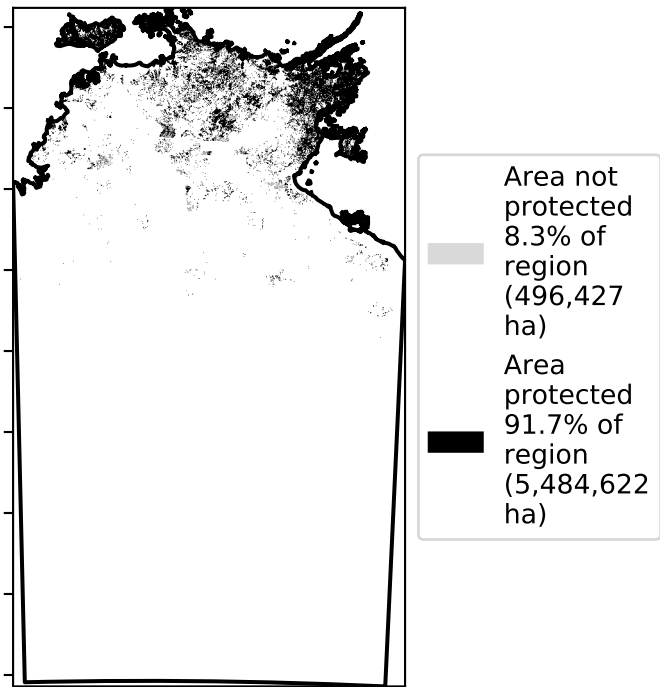 Area not
protected
8.3% of
region
(496,427
ha)
Area
protected
91.7% of
region
(5,484,622
ha)